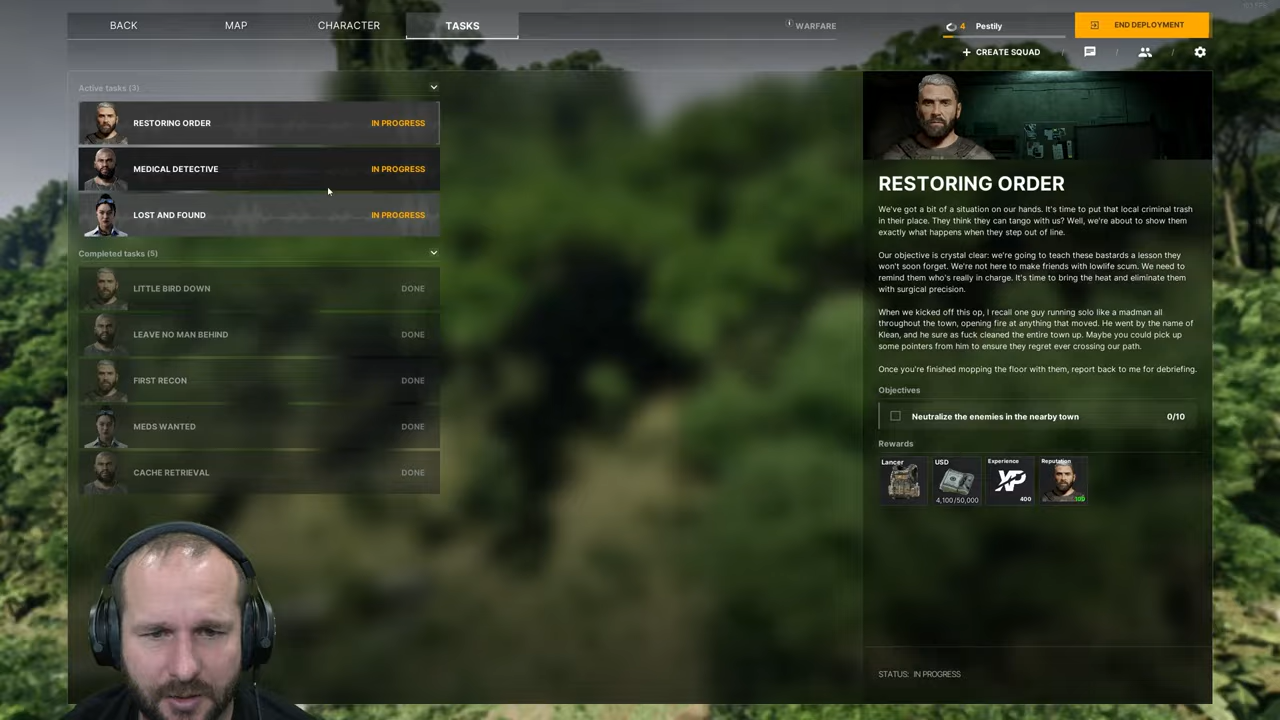 BACK
MAP
CHARACTER
TASKS
WARFARE
4 Pestily
END DEPLOYMENT
+ CREATE SQUAD
Active tasks (3)
RESTORING ORDER IN PROGRESS
MEDICAL DETECTIVE IN PROGRESS
LOST AND FOUND IN PROGRESS
Completed tasks (5)
LITTLE BIRD DOWN DONE
LEAVE NO MAN BEHIND DONE
FIRST RECON DONE
MEDS WANTED DONE
CACHE RETRIEVAL DONE
RESTORING ORDER
We've got a bit of a situation on our hands. It's time to put that local criminal trash
in their place. They think they can tango with us? Well, we're about to show them
exactly what happens when they step out of line.
Our objective is crystal clear: we're going to teach these bastards a lesson they
won't soon forget. We're not here to make friends with lowlife scum. We need to
remind them who's really in charge. It's time to bring the heat and eliminate them
with surgical precision.
When we kicked off this op, I recall one guy running solo like a madman all
throughout the town, opening fire at anything that moved. He went by the name of
Klean, and he sure as fuck cleaned the entire town up. Maybe you could pick up
some pointers from him to ensure they regret ever crossing our path.
Once you're finished mopping the floor with them, report back to me for debriefing.
Objectives
Neutralize the enemies in the nearby town 0/10
Rewards
Lancer
USD
4,100/50,000
Experience
XP
400
Reputation
100
STATUS: IN PROGRESS